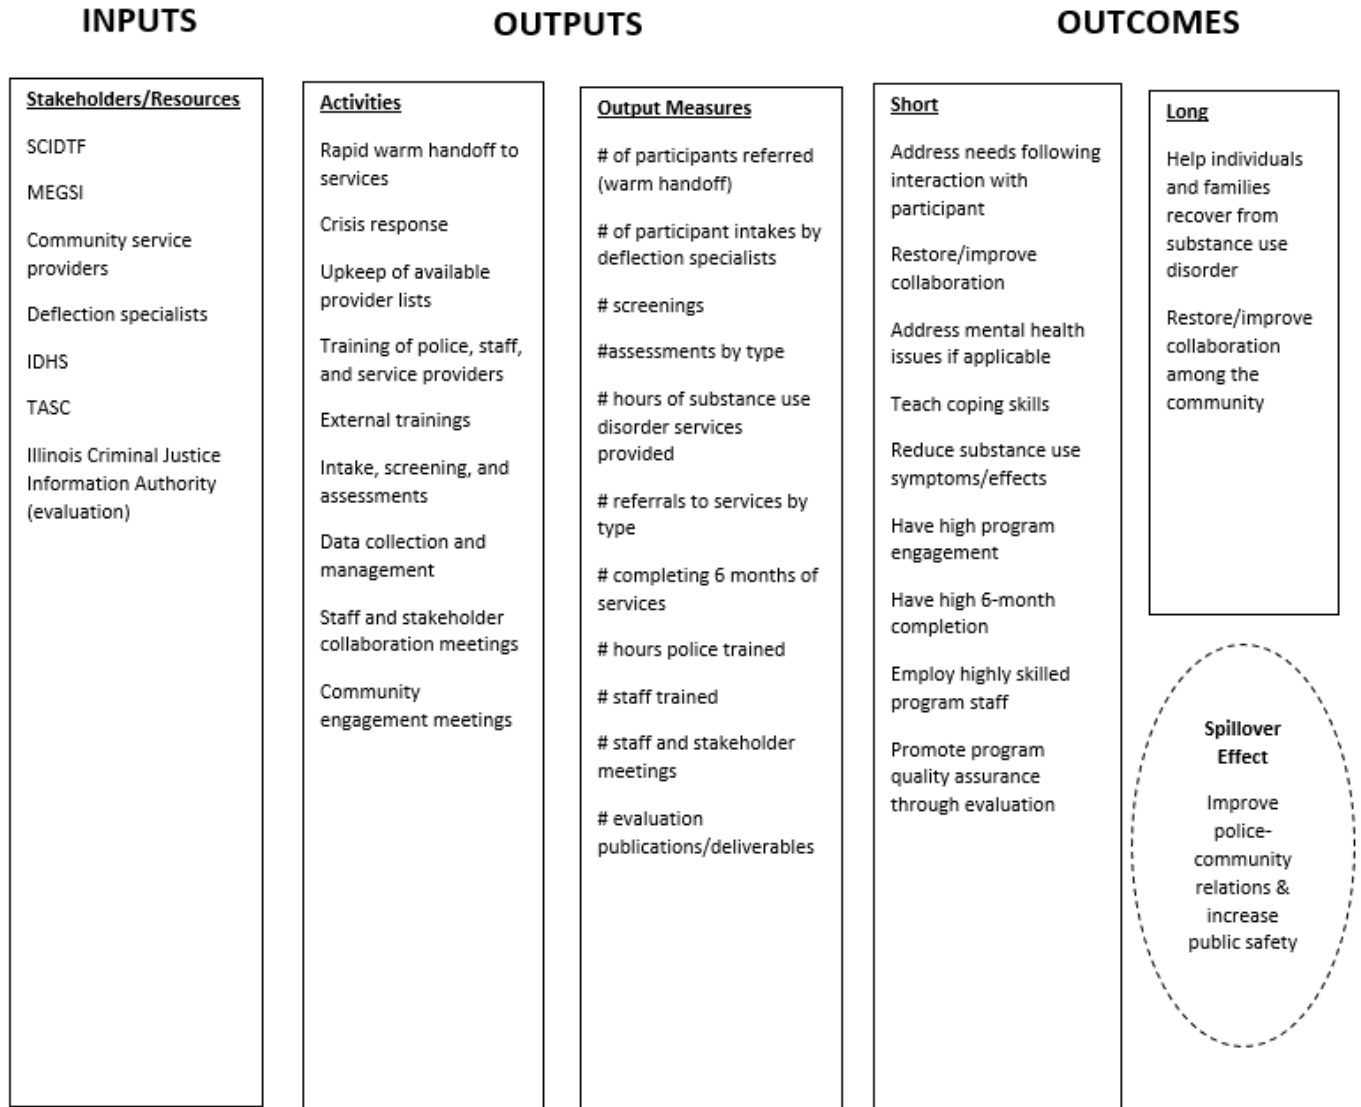 INPUTS
OUTPUTS
OUTCOMES
Stakeholders/Resources
SCIDTF
MEGSI
Community service
providers
Deflection specialists
IDHS
TASC
Illinois Criminal Justice
Information Authority
(evaluation)
Activities
Rapid warm handoff to
services
Crisis response
Upkeep of available
provider lists
Training of police, staff,
and service providers
External trainings
Intake, screening, and
assessments
Data collection and
management
Staff and stakeholder
collaboration meetings
Community
engagement meetings
Output Measures
# of participants referred
(warm handoff)
# of participant intakes by
deflection specialists
# screenings
#assessments by type
# hours of substance use
disorder services
provided
# referrals to services by
type
# completing 6 months of
services
# hours police trained
# staff trained
# staff and stakeholder
meetings
# evaluation
publications/deliverables
Short
Address needs following
interaction with
participant
Restore/improve
collaboration
Address mental health
issues if applicable
Teach coping skills
Reduce substance use
symptoms/effects
Have high program
engagement
Have high 6-month
completion
Employ highly skilled
program staff
Promote program
quality assurance
through evaluation
Long
Help individuals
and families
recover from
substance use
disorder
Restore/improve
collaboration
among the
community
Spillover
Effect
Improve
police-
community
relations &
increase
public safety